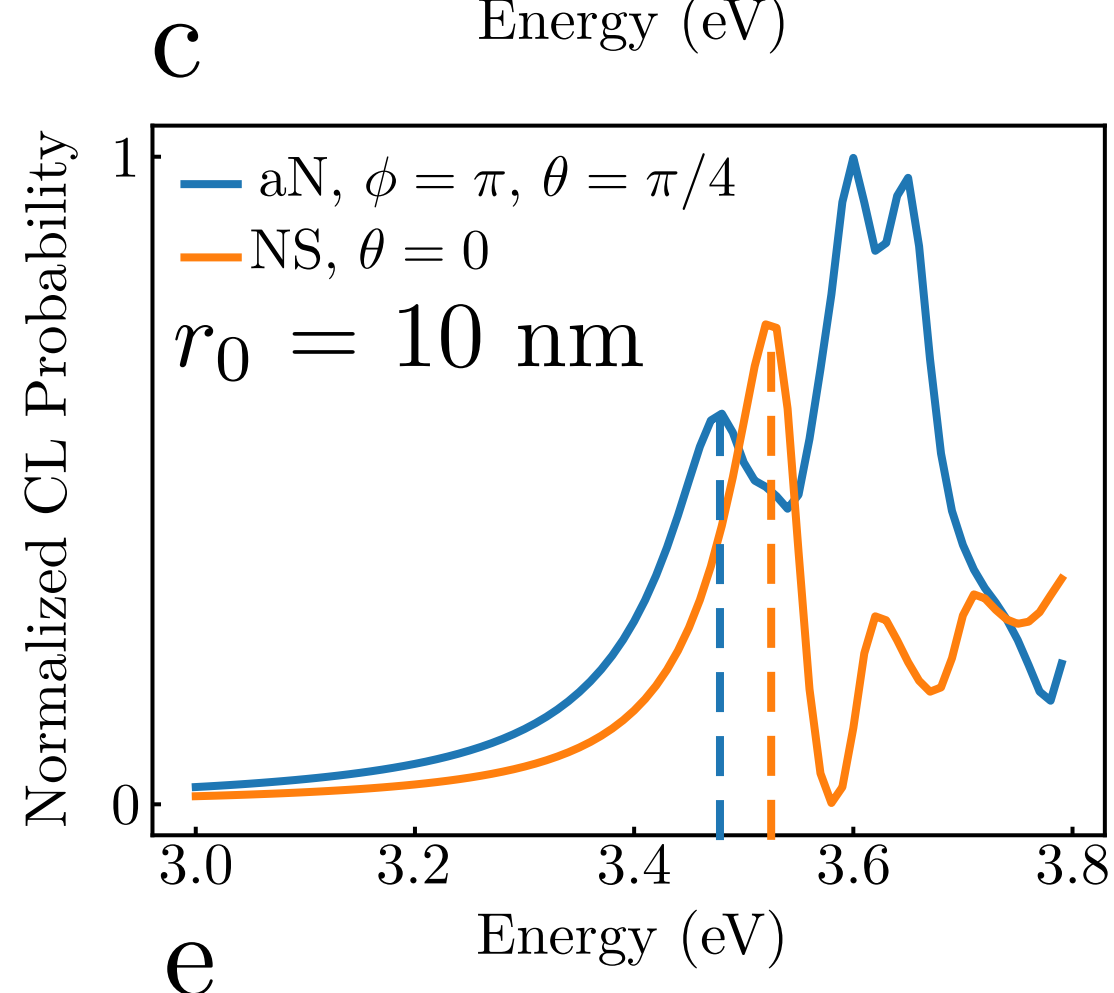 Energy (eV)
c
Normalized CL Probability
1
0
aN, ϕ = π, θ = π/4
NS, θ = 0
r₀ = 10 nm
3.0 3.2 3.4 3.6 3.8
Energy (eV)
e